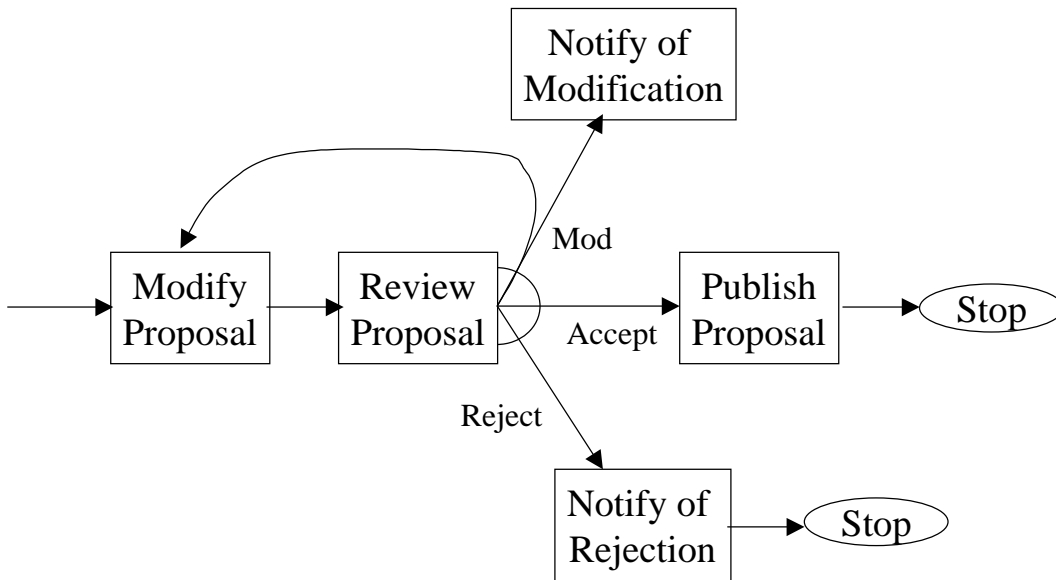 Notify of
Modification
Mod
Modify
Proposal
Review
Proposal
Accept
Publish
Proposal
Stop
Reject
Notify of
Rejection
Stop